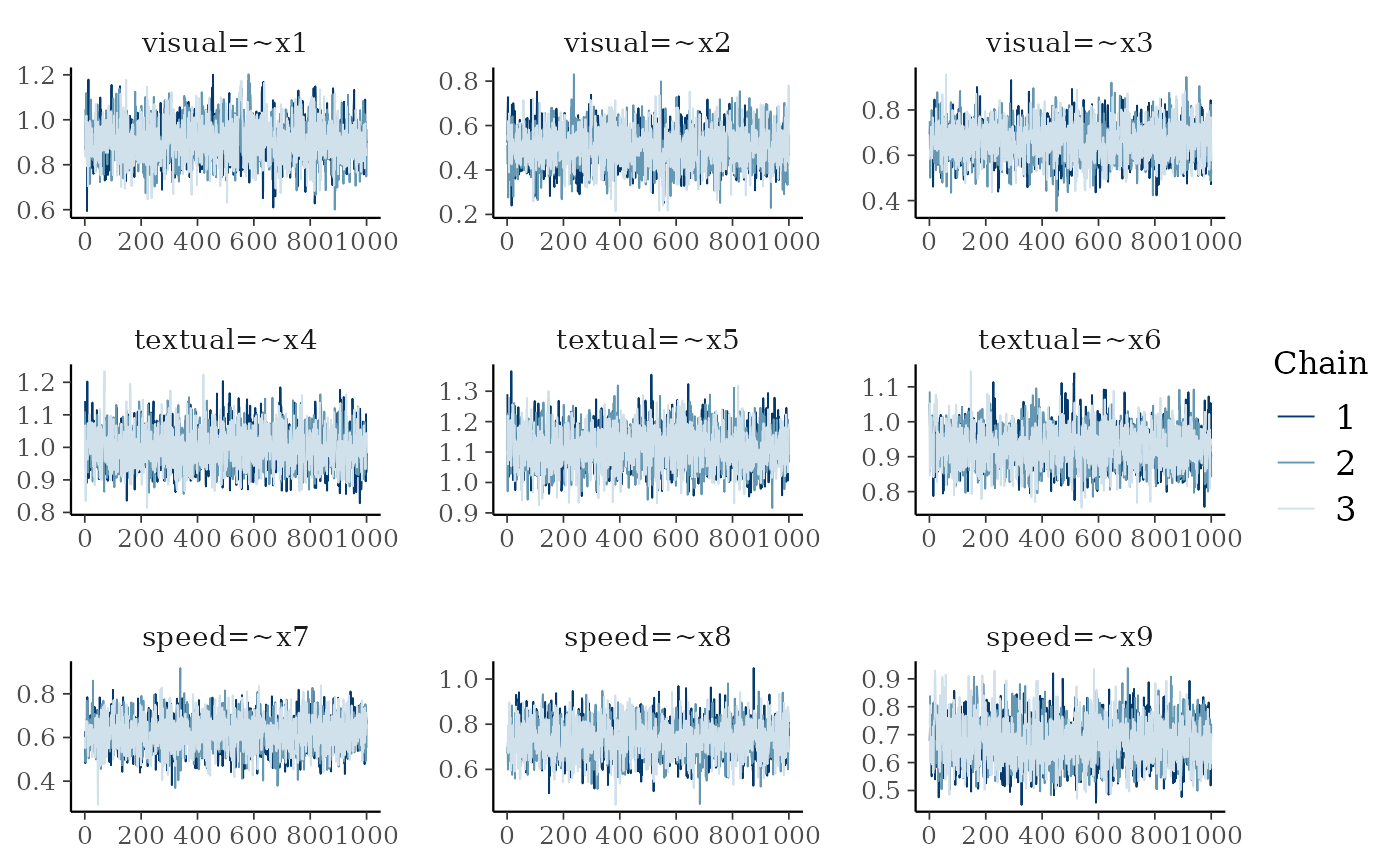 visual=~x1 visual=~x2 visual=~x3
1.2 0.8
1.0 0.8
0.6
0.8 0.4 0.6
0.6 0.2 0.4
0 200 400 600 8001000 0 200 400 600 8001000 0 200 400 600 8001000
textual=~x4 textual=~x5 textual=~x6
1.2 1.3 1.1
1.1 1.2 1.0
1.0 1.1 0.9
0.9 1.0 0.8
0.8 0.9
0 200 400 600 8001000 0 200 400 600 8001000 0 200 400 600 8001000
speed=~x7 speed=~x8 speed=~x9
0.8 1.0 0.9
0.8
0.6 0.8 0.7
0.6
0.4 0.6 0.5
0 200 400 600 8001000 0 200 400 600 8001000 0 200 400 600 8001000
Chain
1
2
3